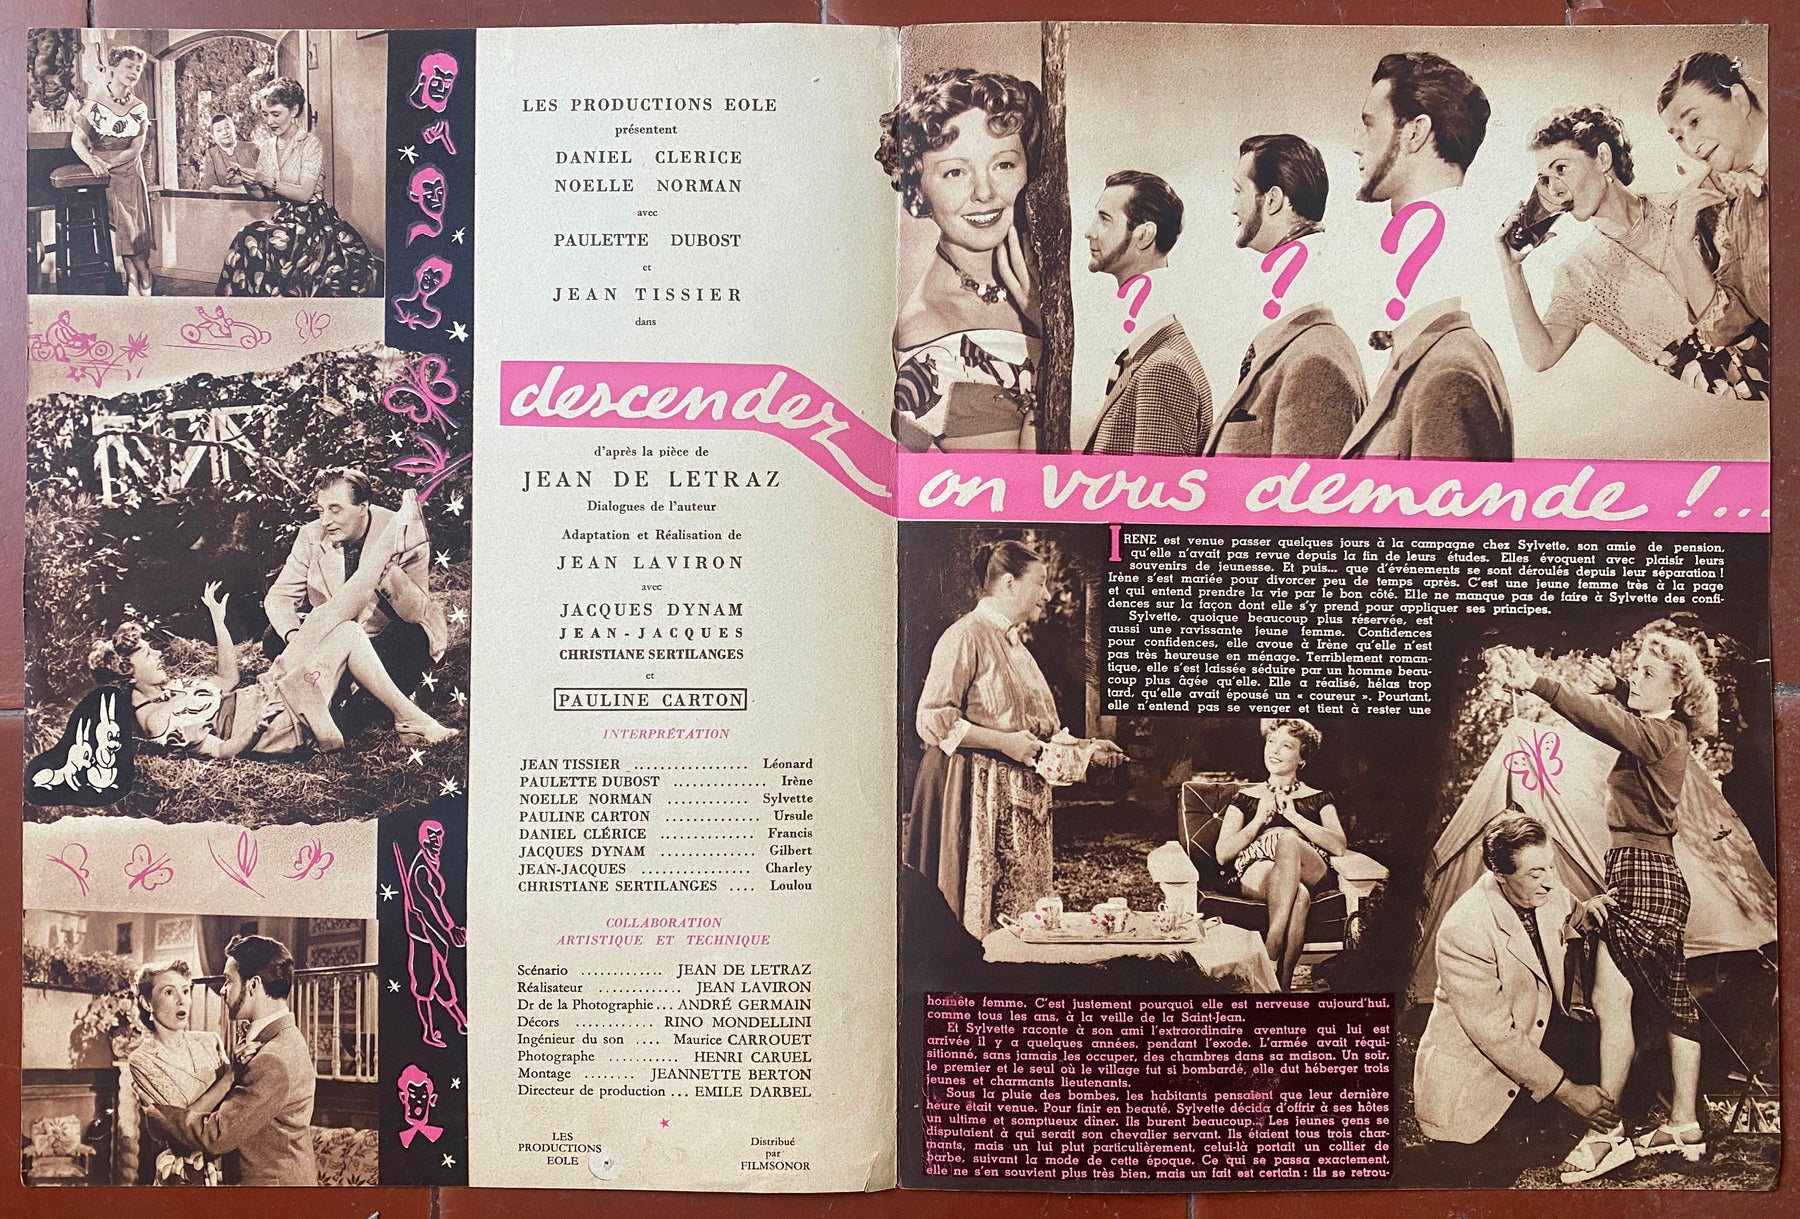 LES PRODUCTIONS EOLE
présentent
DANIEL CLERICE
NOELLE NORMAN
avec
PAULETTE DUBOST
et
JEAN TISSIER
dans
descendez
on vous demande !...
d'après la pièce de
JEAN DE LETRAZ
Dialogues de l'auteur
Adaptation et Réalisation de
JEAN LAVIRON
avec
JACQUES DYNAM
JEAN-JACQUES
CHRISTIANE SERTILANGES
et
PAULINE CARTON
INTERPRÉTATION
JEAN TISSIER ................. Léonard
PAULETTE DUBOST .............. Irène
NOELLE NORMAN ............ Sylvette
PAULINE CARTON .............. Ursule
DANIEL CLÉRICE .............. Francis
JACQUES DYNAM .............. Gilbert
JEAN-JACQUES ................ Charley
CHRISTIANE SERTILANGES .... Loulou
COLLABORATION
ARTISTIQUE ET TECHNIQUE
Scénario ............. JEAN DE LETRAZ
Réalisateur ............. JEAN LAVIRON
Dr de la Photographie... ANDRÉ GERMAIN
Décors ............ RINO MONDELLINI
Ingénieur du son .... Maurice CARROUET
Photographe ........... HENRI CARUEL
Montage ........ JEANNETTE BERTON
Directeur de production ... EMILE DARBEL
LES
PRODUCTIONS
EOLE
Distribué
par
FILMSONOR
? ? ?
IRENE est venue passer quelques jours à la campagne chez Sylvette, son amie de pension,
qu'elle n'avait pas revue depuis la fin de leurs études. Elles évoquent avec plaisir leurs
souvenirs de jeunesse. Et puis... que d'événements se sont déroulés depuis leur séparation !
Irène s'est mariée pour divorcer peu de temps après. C'est une jeune femme très à la page
et qui entend prendre la vie par le bon côté. Elle ne manque pas de faire à Sylvette des confi-
dences sur la façon dont elle s'y prend pour appliquer ses principes.
Sylvette, quoique beaucoup plus réservée, est
aussi une ravissante jeune femme. Confidences
pour confidences, elle avoue à Irène qu'elle n'est
pas très heureuse en ménage. Terriblement roman-
tique, elle s'est laissée séduire par un homme beau-
coup plus âgée qu'elle. Elle a réalisé, hélas trop
tard, qu'elle avait épousé un « coureur ». Pourtant,
elle n'entend pas se venger et tient à rester une
honnête femme. C'est justement pourquoi elle est nerveuse aujourd'hui,
comme tous les ans, à la veille de la Saint-Jean.
Et Sylvette raconte à son ami l'extraordinaire aventure qui lui est
arrivée il y a quelques années, pendant l'exode. L'armée avait réqui-
sitionné, sans jamais les occuper, des chambres dans sa maison. Un soir,
le premier et le seul où le village fut si bombardé, elle dut héberger trois
jeunes et charmants lieutenants.
Sous la pluie des bombes, les habitants pensaient que leur dernière
heure était venue. Pour finir en beauté, Sylvette décida d'offrir à ses hôtes
un ultime et somptueux dîner. Ils burent beaucoup... Les jeunes gens se
disputaient à qui serait son chevalier servant. Ils étaient tous trois char-
mants, mais un lui plut particulièrement, celui-là portait un collier de
barbe, suivant la mode de cette époque. Ce qui se passa exactement,
elle ne s'en souvient plus très bien, mais un fait est certain : ils se retrou-